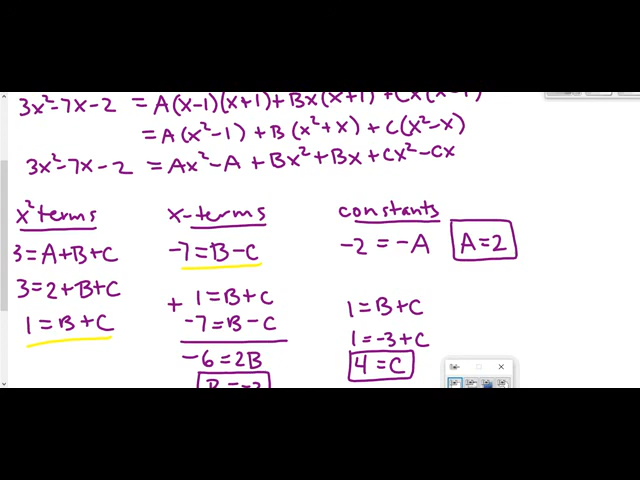 3x²-7x-2 = A(x-1)(x+1)+Bx(x+1)+Cx(x-1)
= A(x²-1)+B(x²+x)+C(x²-x)
3x²-7x-2 = Ax²-A+Bx²+Bx+Cx²-Cx
x² terms
3=A+B+C
3=2+B+C
1=B+C
x-terms
-7=B-C
+ 1=B+C
-7=B-C
-6=2B
B=-3
constants
-2=-A A=2
1=B+C
1=-3+C
4=C